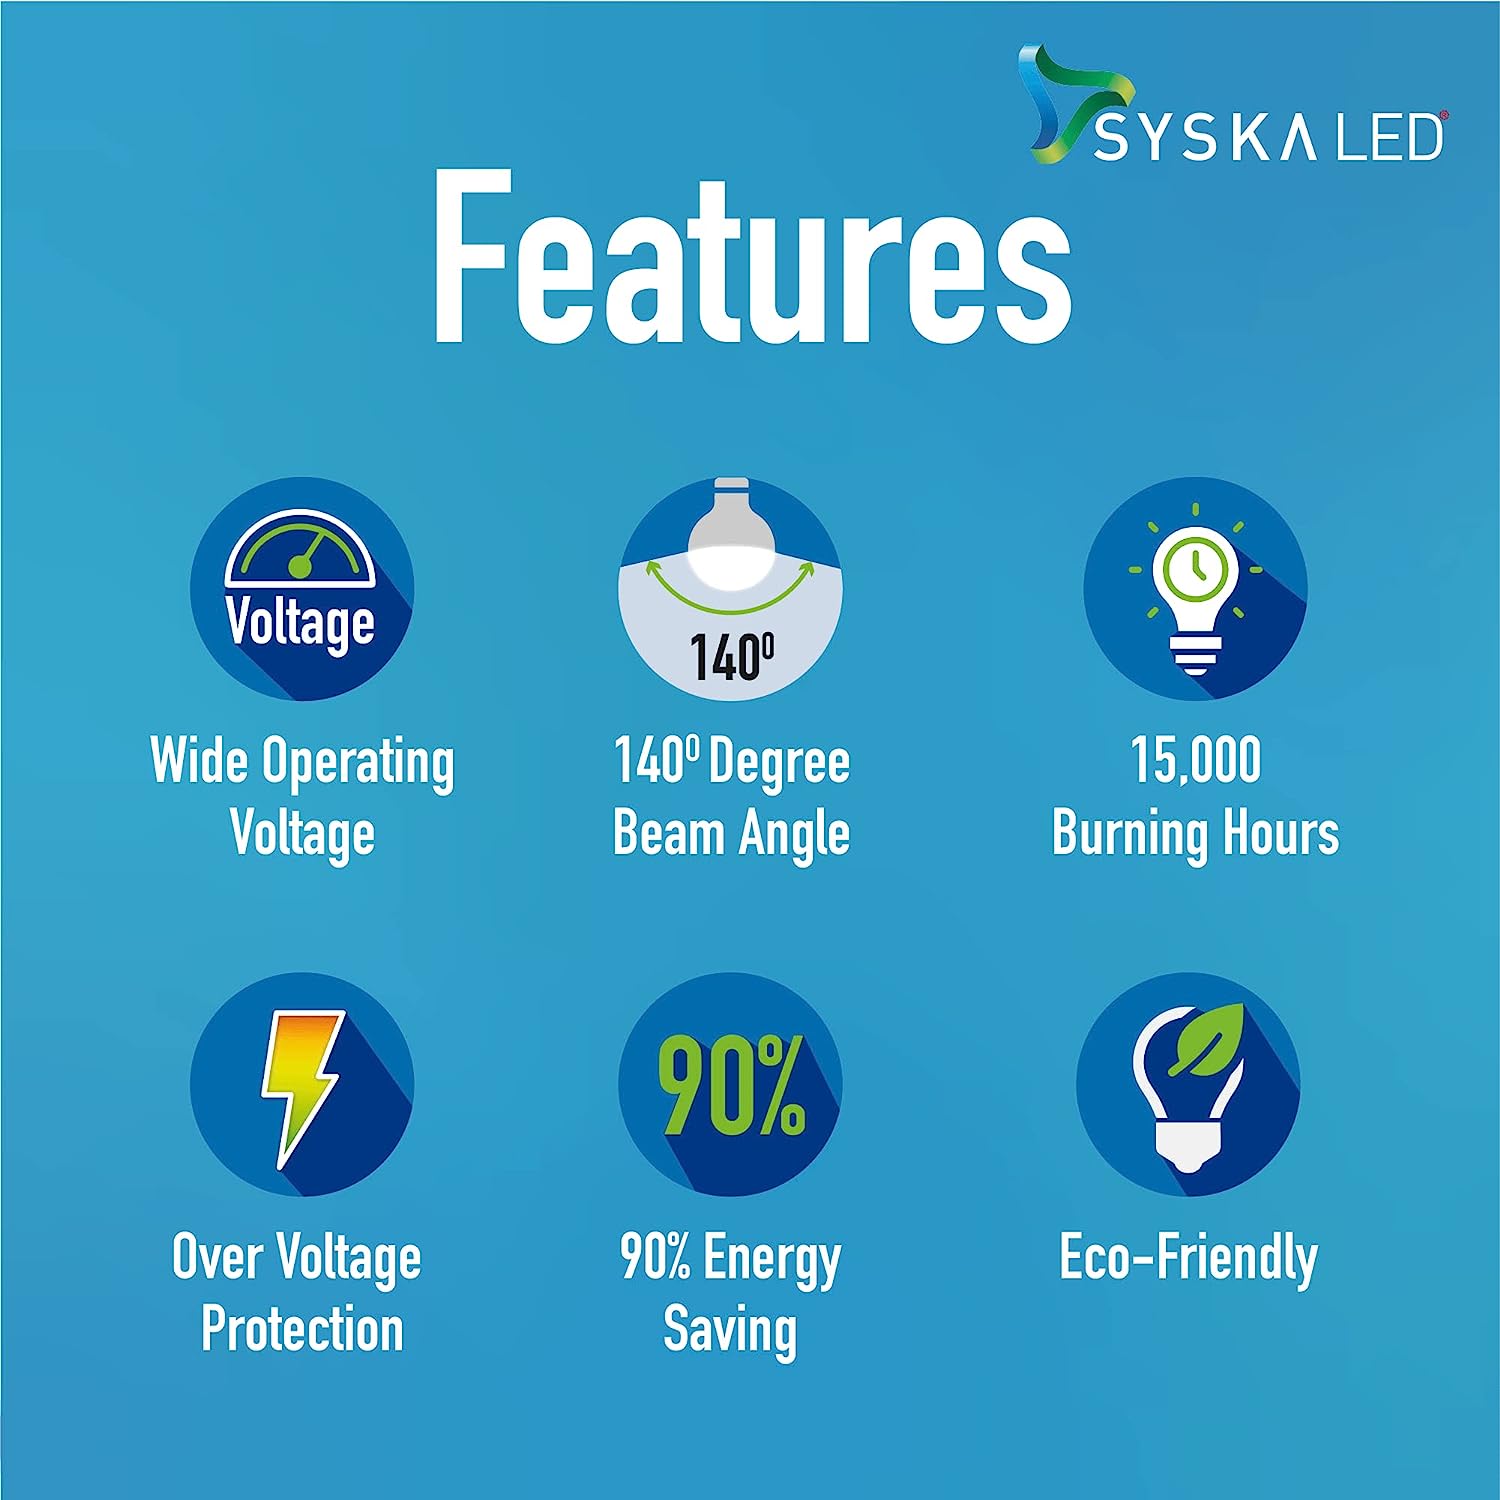 SYSKA LED®
Features
Voltage
Wide Operating
Voltage
140⁰
140⁰ Degree
Beam Angle
15,000
Burning Hours
Over Voltage
Protection
90%
90% Energy
Saving
Eco-Friendly